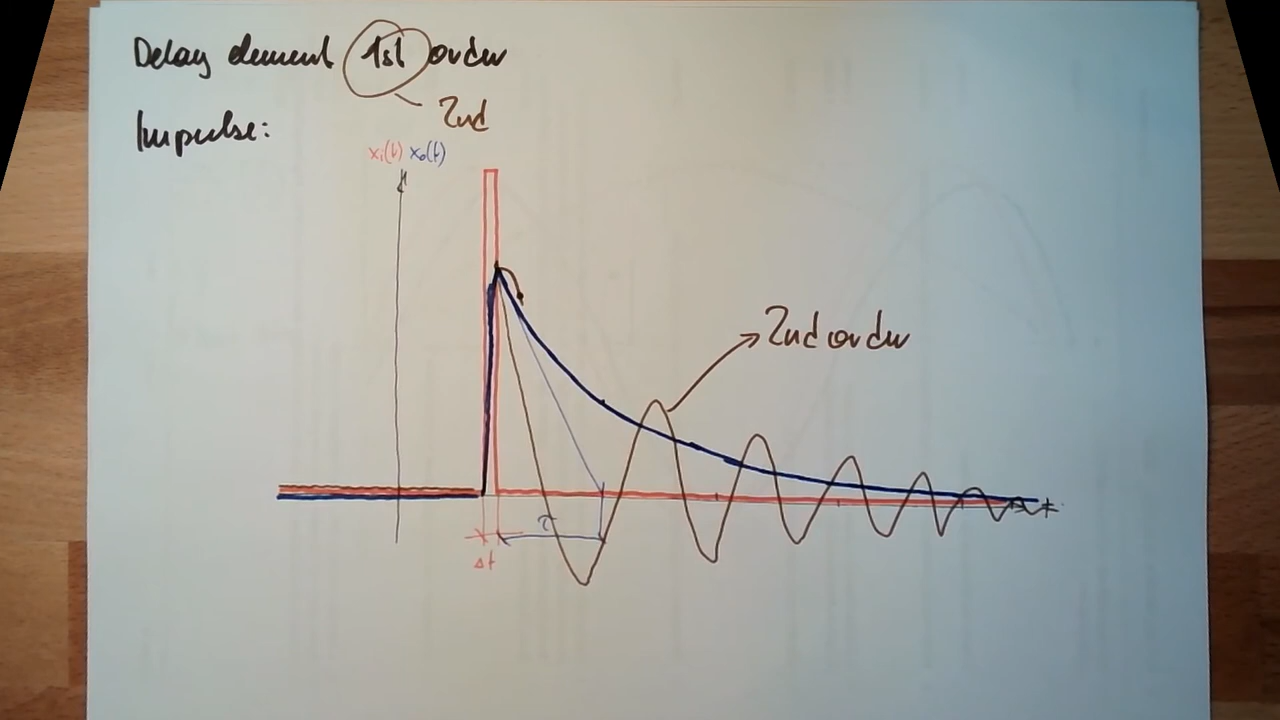 Delay element 1st order
2nd
Impulse:
xi(t) xo(t)
2nd order
τ
t
Δt